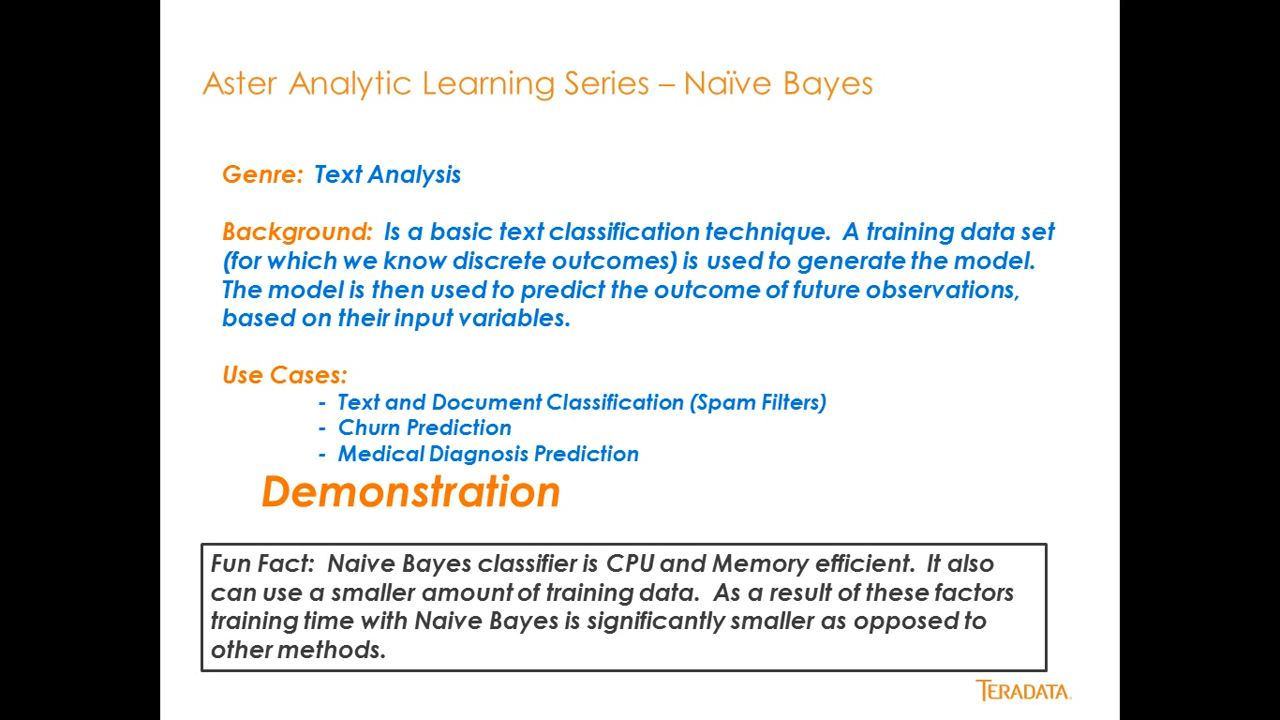 Aster Analytic Learning Series – Naïve Bayes
Genre: Text Analysis
Background: Is a basic text classification technique. A training data set
(for which we know discrete outcomes) is used to generate the model.
The model is then used to predict the outcome of future observations,
based on their input variables.
Use Cases:
- Text and Document Classification (Spam Filters)
- Churn Prediction
- Medical Diagnosis Prediction
Demonstration
Fun Fact: Naive Bayes classifier is CPU and Memory efficient. It also
can use a smaller amount of training data. As a result of these factors
training time with Naive Bayes is significantly smaller as opposed to
other methods.
TERADATA.